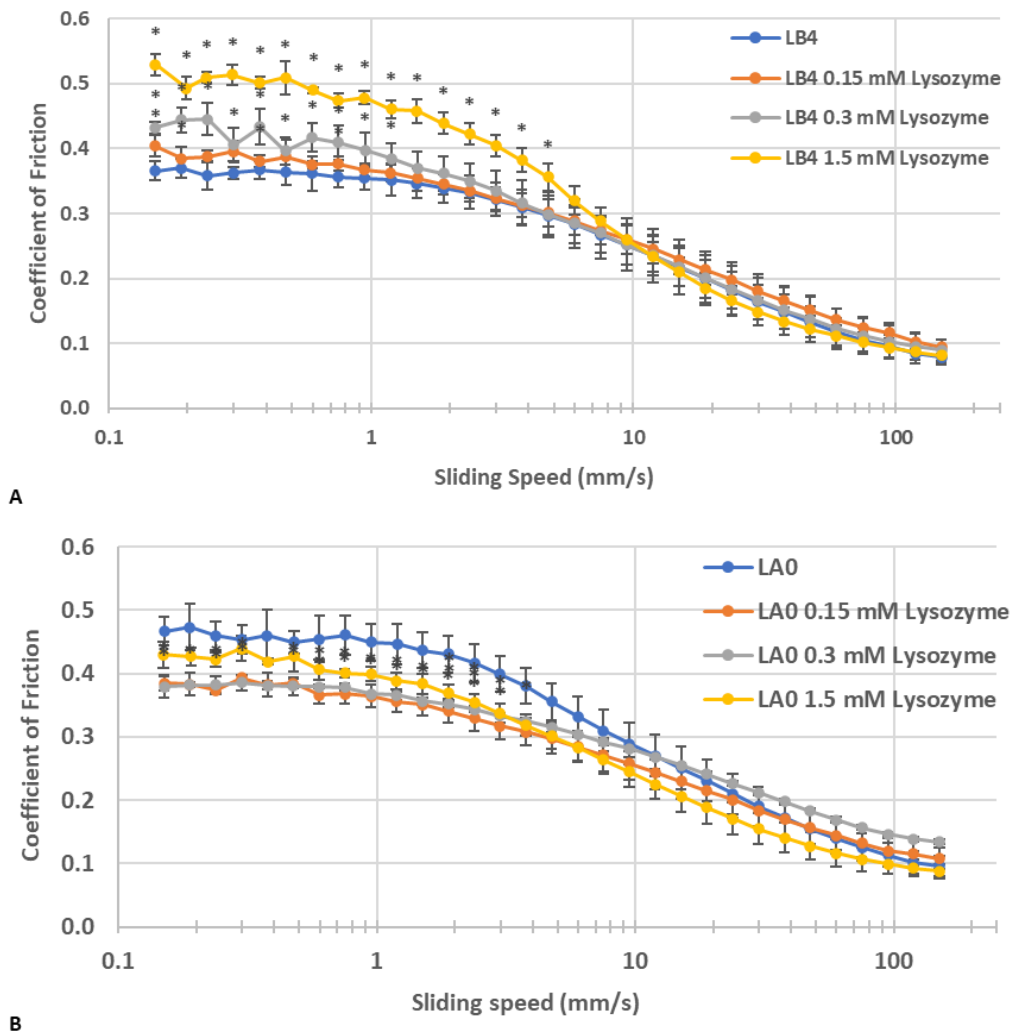 0.6
0.5
0.4
0.3
0.2
0.1
0.0
Coefficient of Friction
LB4
LB4 0.15 mM Lysozyme
LB4 0.3 mM Lysozyme
LB4 1.5 mM Lysozyme
0.1 1 10 100
Sliding Speed (mm/s)
A
0.6
0.5
0.4
0.3
0.2
0.1
0.0
Coefficient of Friction
LA0
LA0 0.15 mM Lysozyme
LA0 0.3 mM Lysozyme
LA0 1.5 mM Lysozyme
0.1 1 10 100
Sliding speed (mm/s)
B